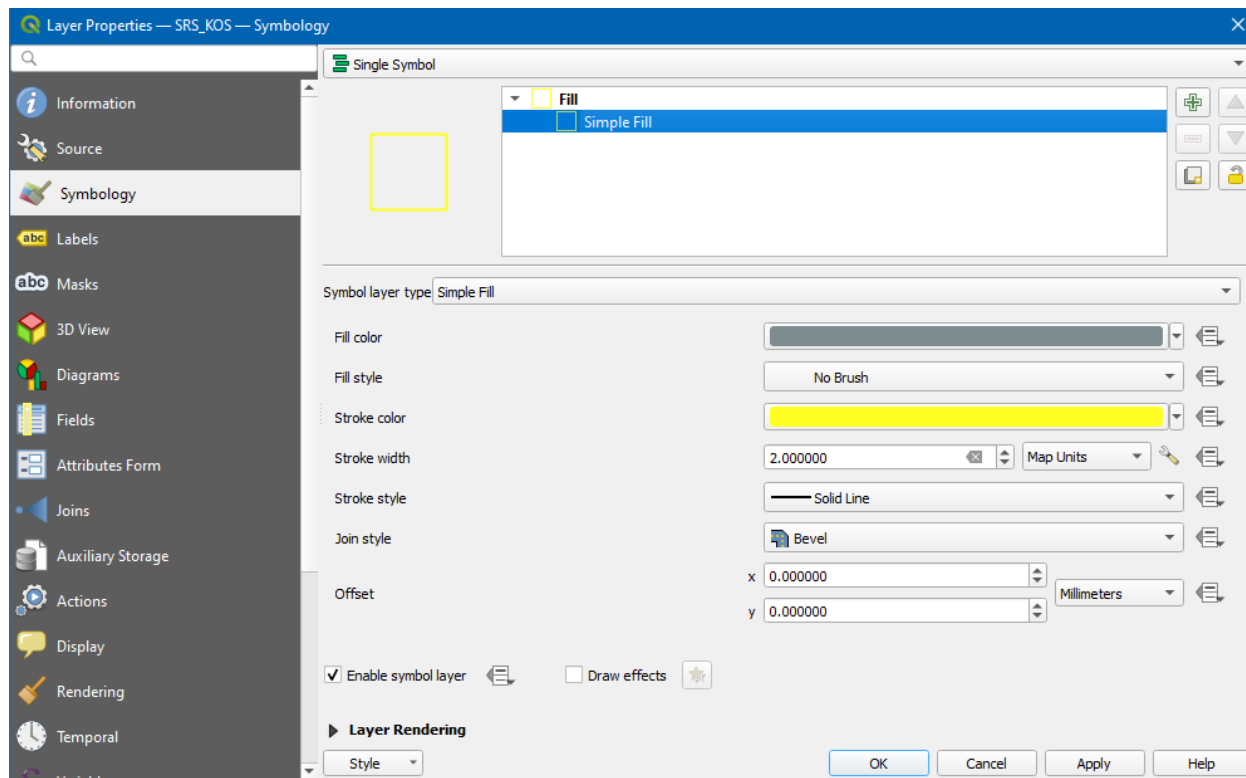 Layer Properties — SRS_KOS — Symbology
Single Symbol
Information
Source
Symbology
abc Labels
abc Masks
3D View
Diagrams
Fields
Attributes Form
Joins
Auxiliary Storage
Actions
Display
Rendering
Temporal
Fill
Simple Fill
Symbol layer type Simple Fill
Fill color
Fill style No Brush
Stroke color
Stroke width 2.000000 Map Units
Stroke style Solid Line
Join style Bevel
Offset x 0.000000 Millimeters
y 0.000000
Enable symbol layer Draw effects
Layer Rendering
Style OK Cancel Apply Help